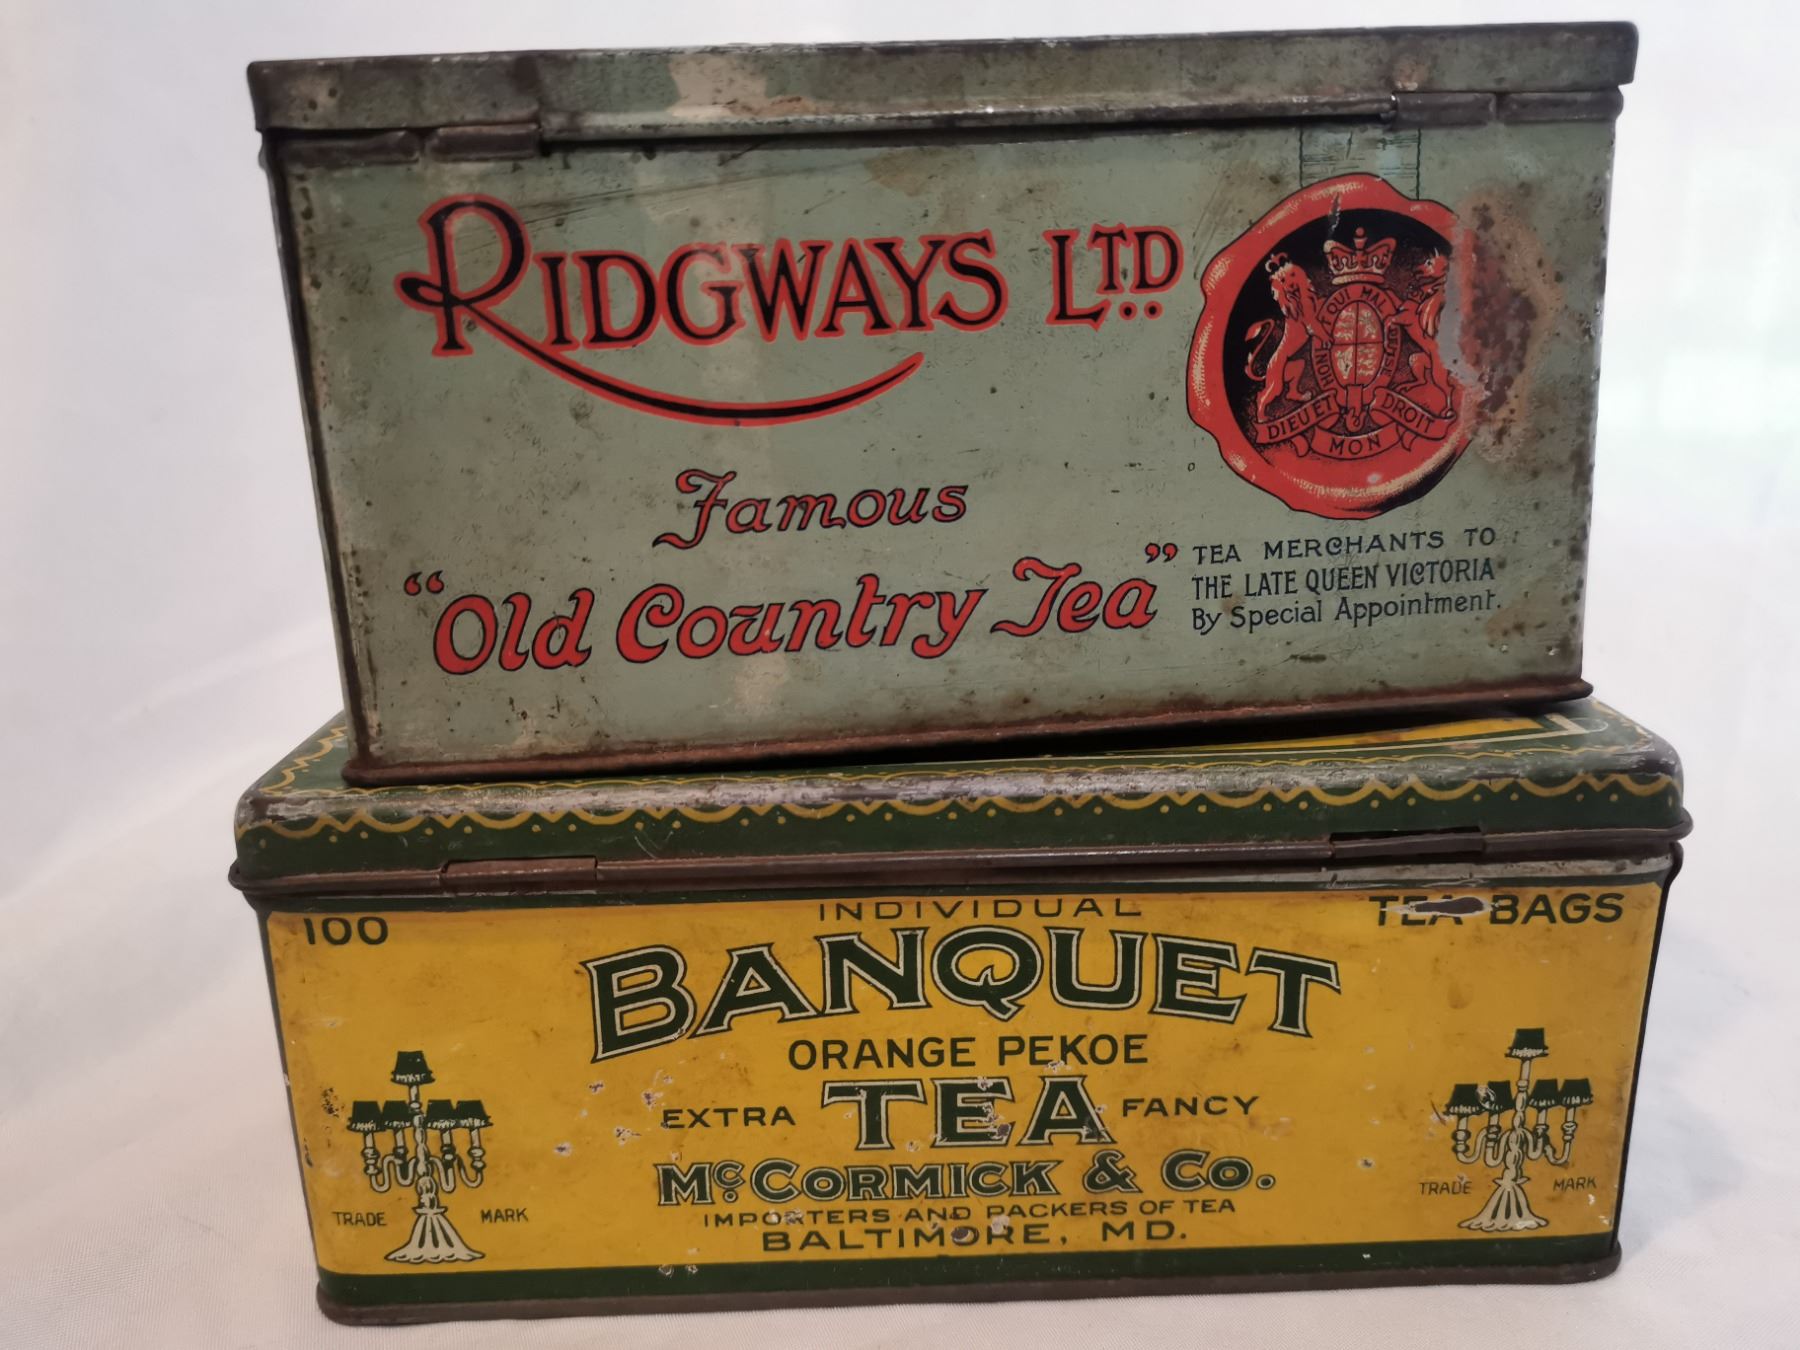 RIDGWAYS LTD
HONI SOIT QUI MAL Y PENSE
DIEU ET MON DROIT
Famous
"Old Country Tea"
TEA MERCHANTS TO
THE LATE QUEEN VICTORIA
By Special Appointment.
100 INDIVIDUAL TEA BAGS
BANQUET
ORANGE PEKOE
EXTRA TEA FANCY
McCORMICK & Co.
IMPORTERS AND PACKERS OF TEA
BALTIMORE, MD.
TRADE MARK
TRADE MARK